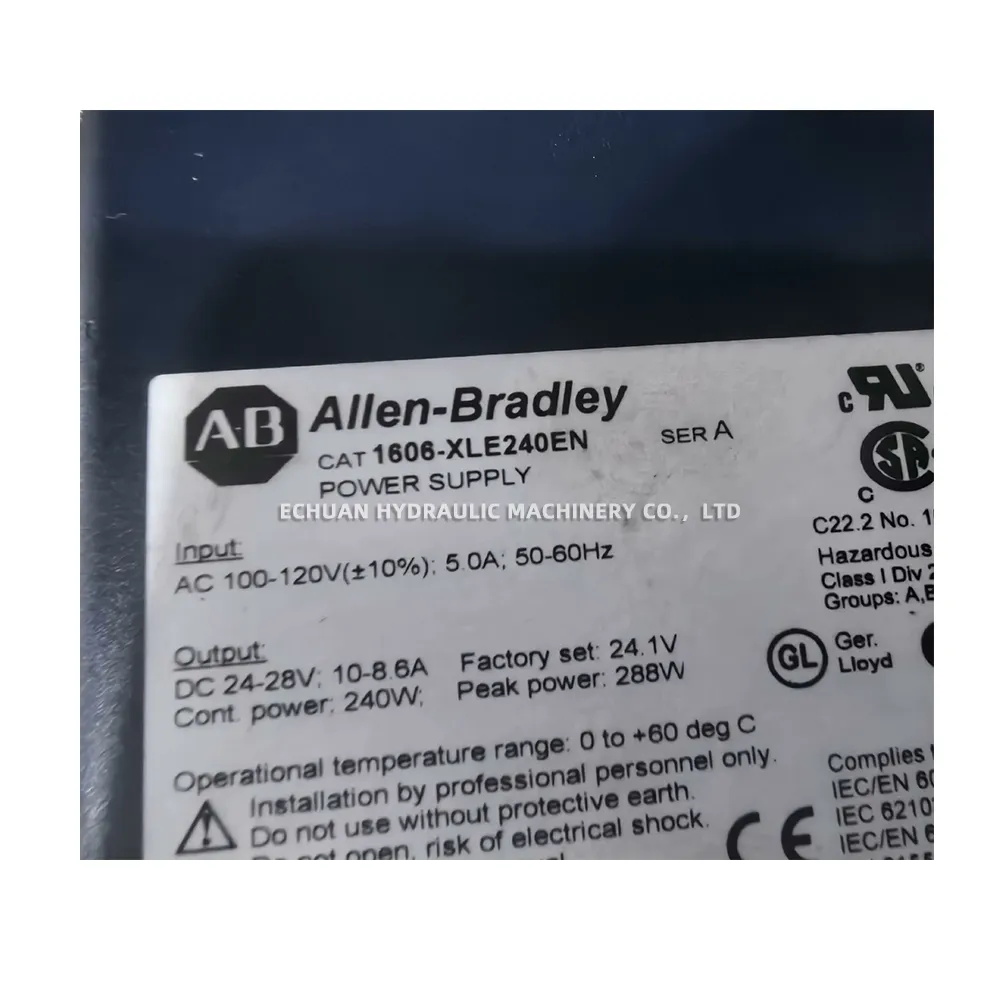 A-B Allen-Bradley
CAT 1606-XLE240EN SER A
POWER SUPPLY
ECHUAN HYDRAULIC MACHINERY CO., LTD
Input:
AC 100-120V(±10%); 5.0A; 50-60Hz
Output:
DC 24-28V; 10-8.6A Factory set: 24.1V
Cont. power: 240W; Peak power: 288W
Operational temperature range: 0 to +60 deg C
Installation by professional personnel only.
Do not use without protective earth.
Do not open, risk of electrical shock.
C RU ®
C SA
C22.2 No.
Hazardous
Class I Div 2
Groups: A,B
GL Ger.
Lloyd
Complies
IEC/EN
IEC
IEC/EN
CE